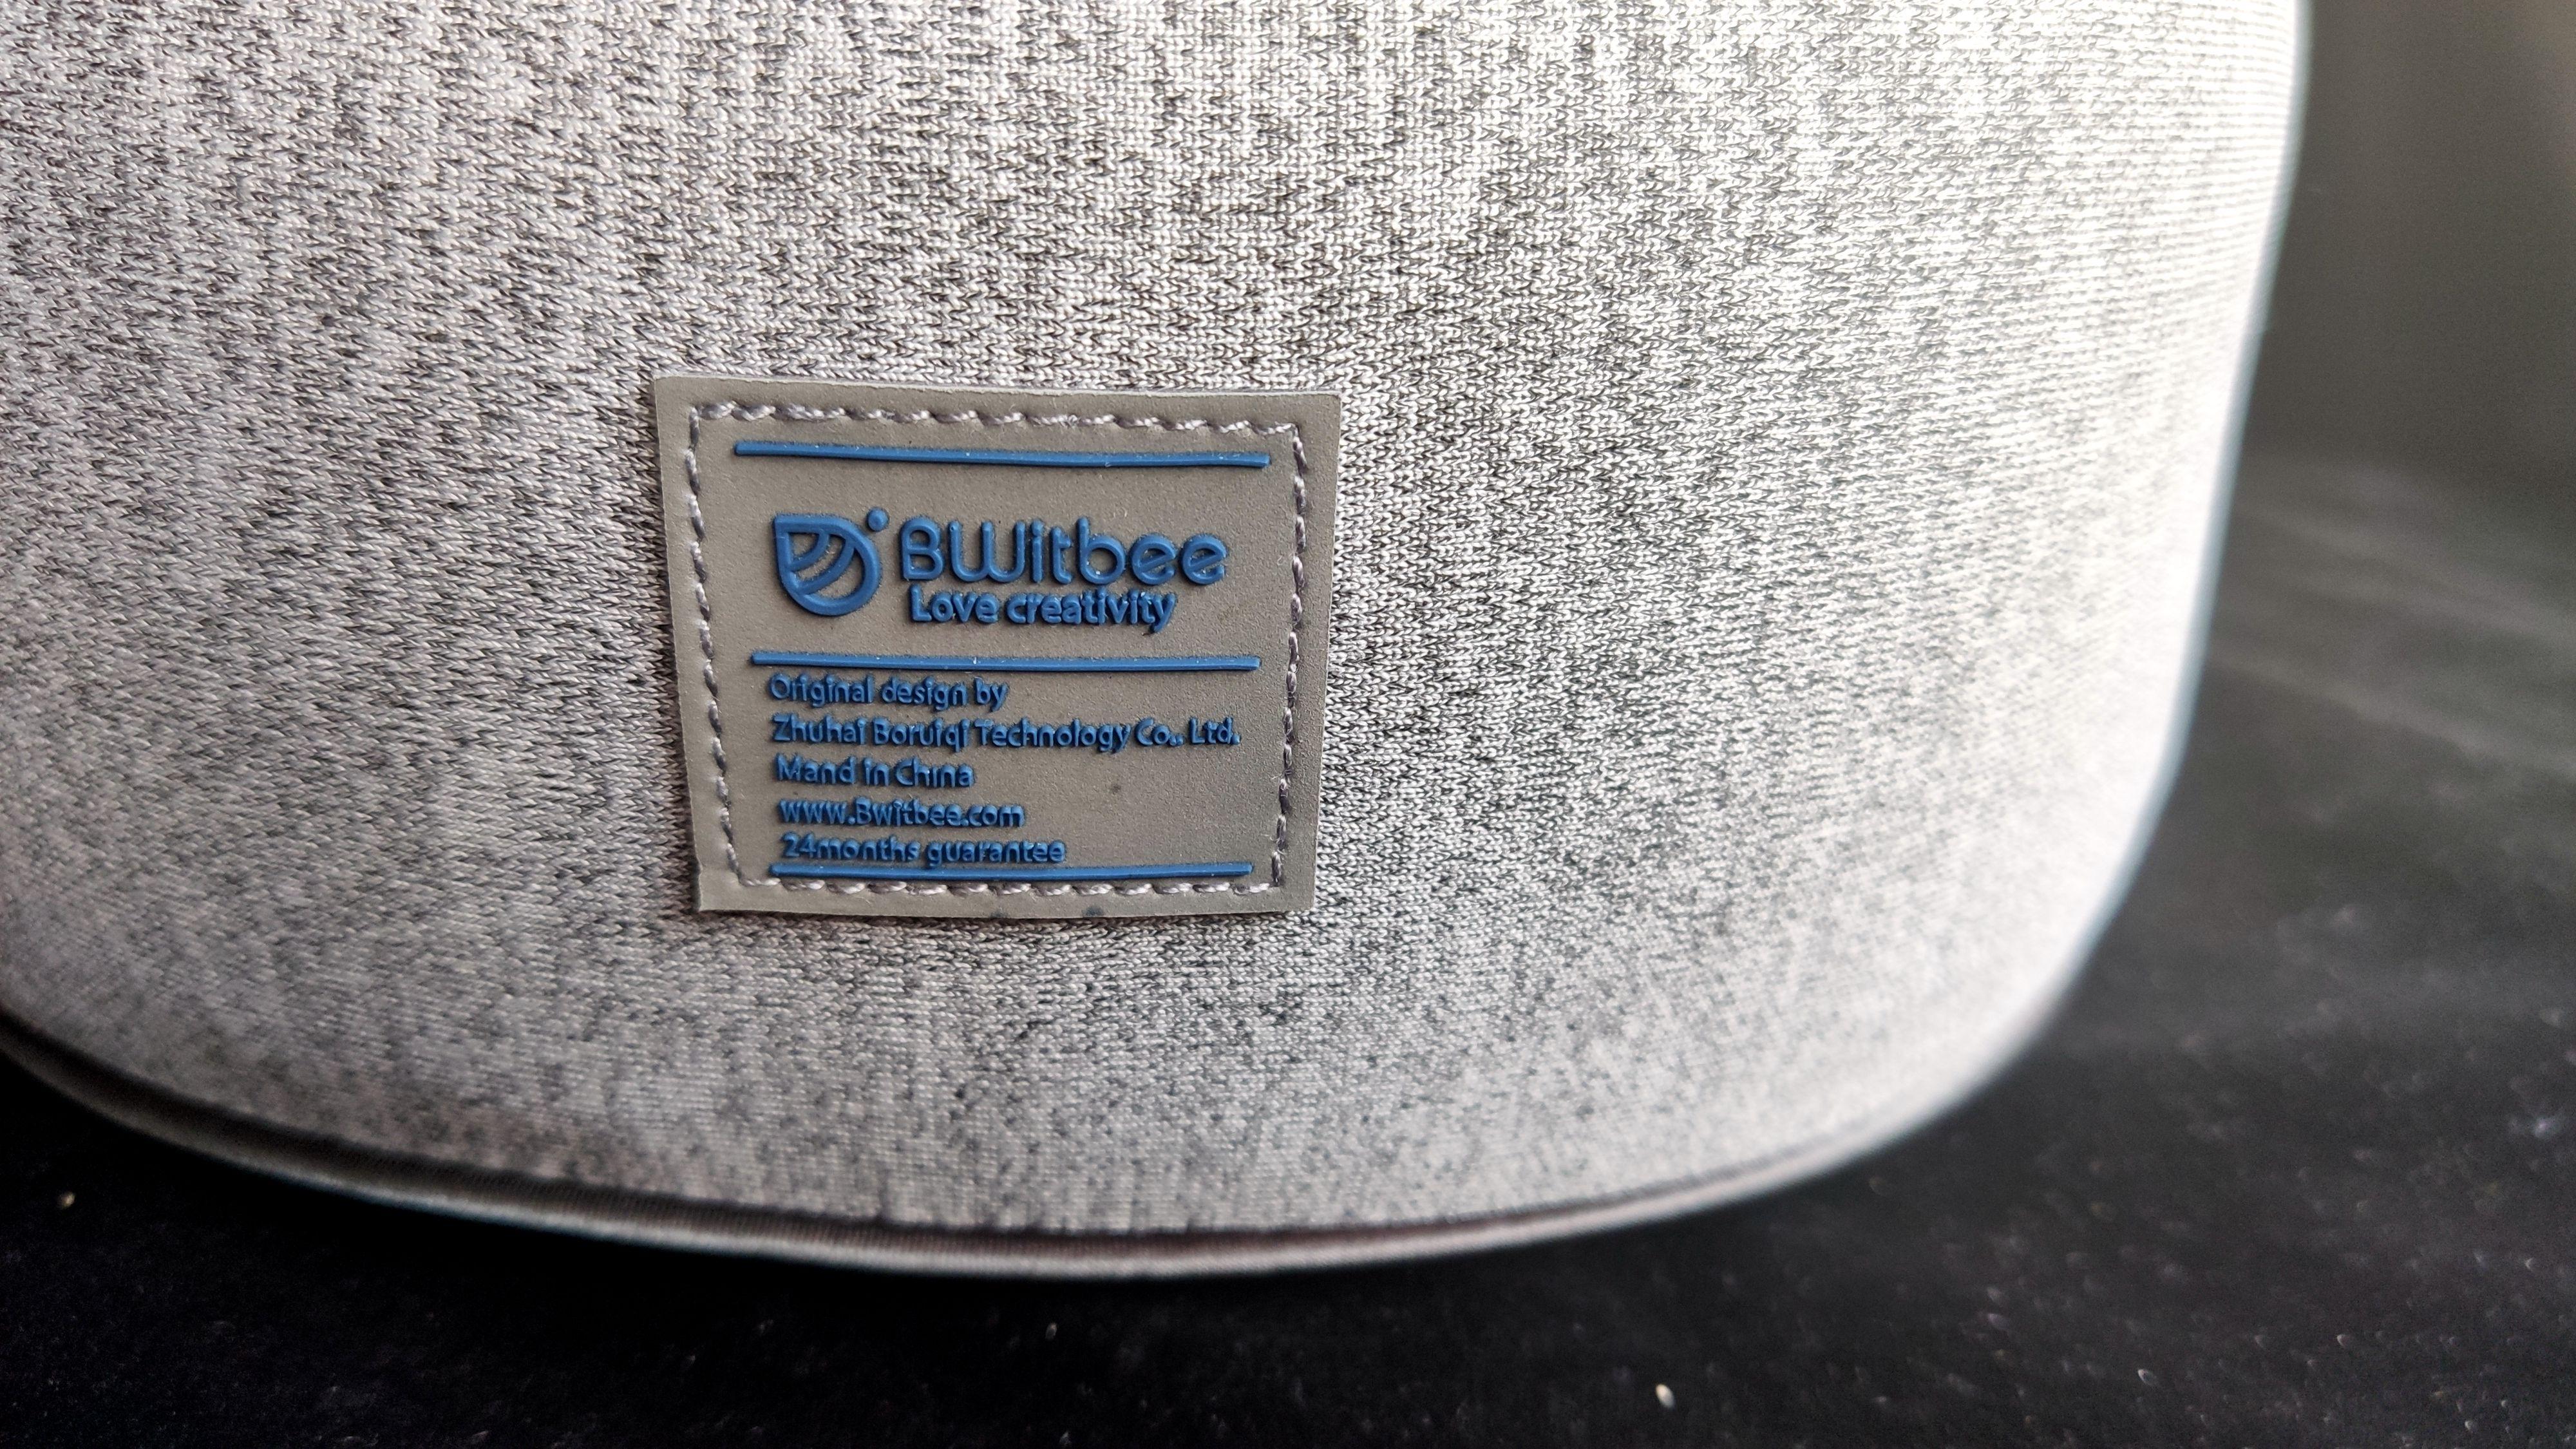 BWitbee
Love creativity
Original design by
Zhuhai Boruiqi Technology Co., Ltd.
Mand in China
www.Bwitbee.com
24months guarantee